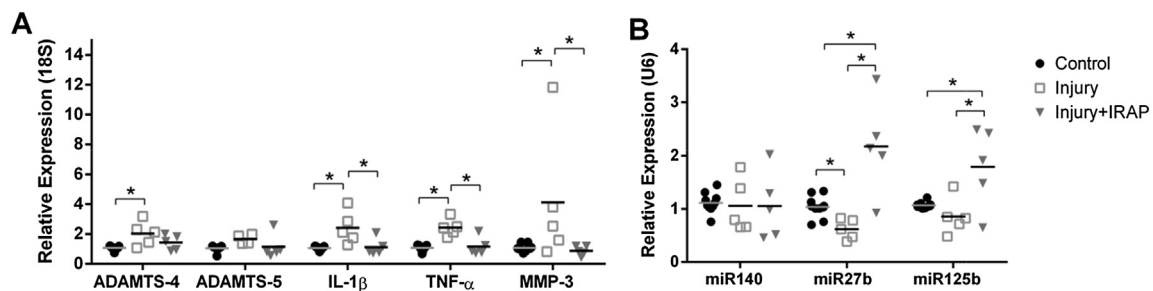 A
Relative Expression (18S)
14
12
10
8
6
4
2
0
* * * * * * *
ADAMTS-4 ADAMTS-5 IL-1β TNF-α MMP-3
B
Relative Expression (U6)
4
3
2
1
0
* * * * *
miR140 miR27b miR125b
Control
Injury
Injury+IRAP